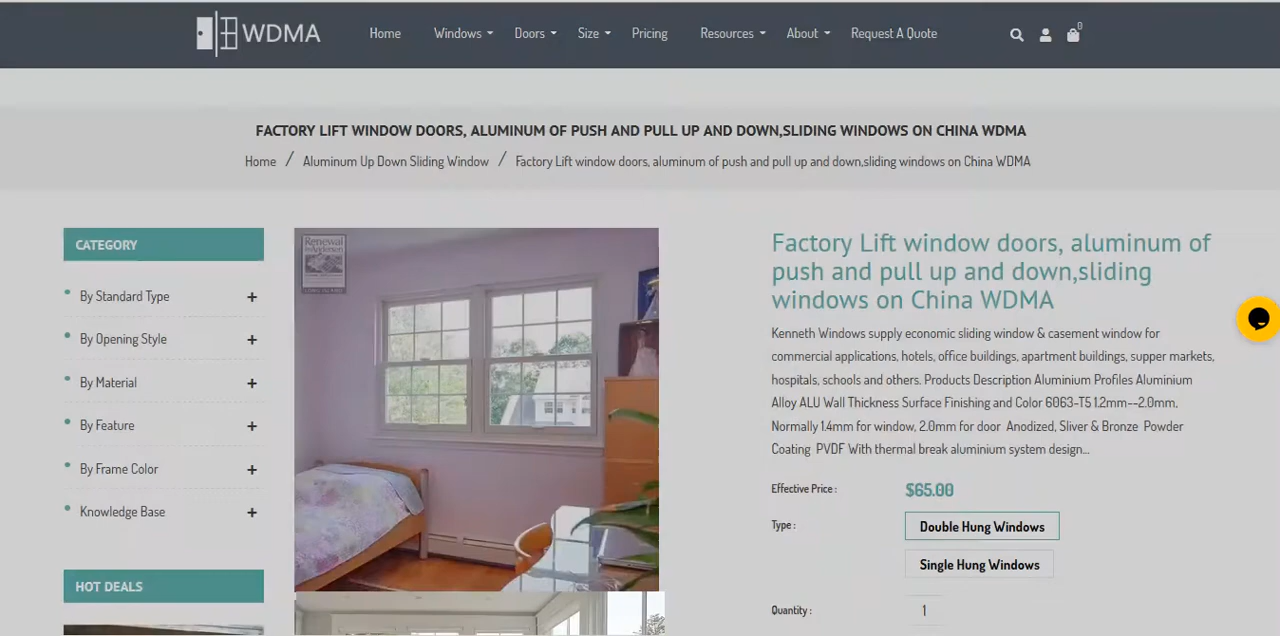 WDMA
Home Windows Doors Size Pricing Resources About Request A Quote
0
FACTORY LIFT WINDOW DOORS, ALUMINUM OF PUSH AND PULL UP AND DOWN,SLIDING WINDOWS ON CHINA WDMA
Home / Aluminum Up Down Sliding Window / Factory Lift window doors, aluminum of push and pull up and down,sliding windows on China WDMA
CATEGORY
By Standard Type +
By Opening Style +
By Material +
By Feature +
By Frame Color +
Knowledge Base +
HOT DEALS
Renewal
by Andersen
Factory Lift window doors, aluminum of
push and pull up and down,sliding
windows on China WDMA
Kenneth Windows supply economic sliding window & casement window for
commercial applications, hotels, office buildings, apartment buildings, supper markets,
hospitals, schools and others. Products Description Aluminium Profiles Aluminium
Alloy ALU Wall Thickness Surface Finishing and Color 6063-T5 1.2mm--2.0mm,
Normally 1.4mm for window, 2.0mm for door Anodized, Sliver & Bronze Powder
Coating PVDF With thermal break aluminium system design...
Effective Price : $65.00
Type : Double Hung Windows
Single Hung Windows
Quantity : 1